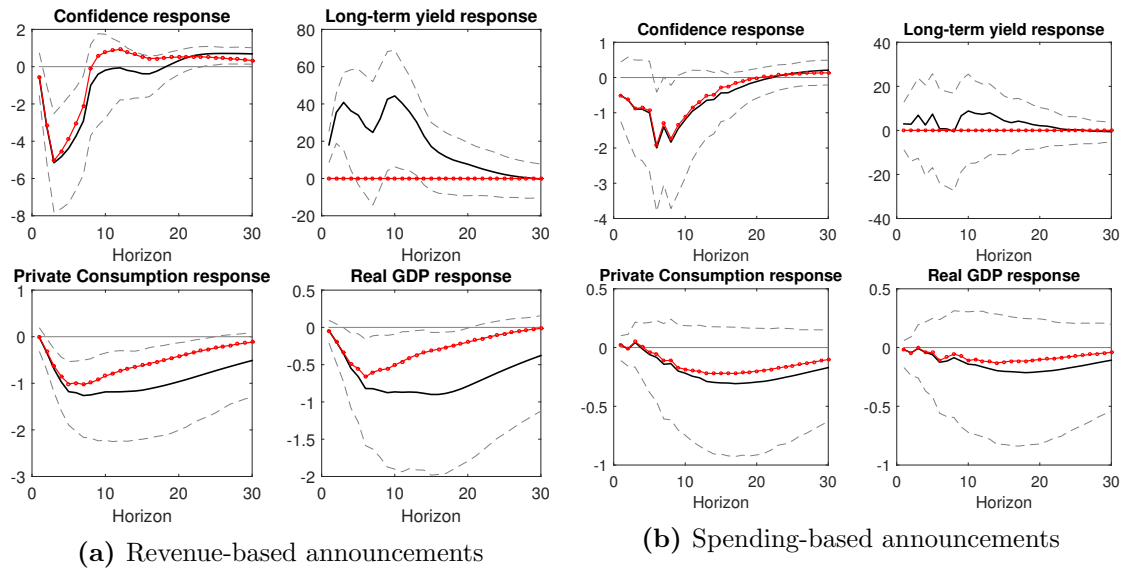 Confidence response
2
0
-2
-4
-6
-8
0 10 20 30
Horizon
Long-term yield response
80
60
40
20
0
-20
0 10 20 30
Horizon
Private Consumption response
1
0
-1
-2
-3
0 10 20 30
Horizon
Real GDP response
0.5
0
-0.5
-1
-1.5
-2
0 10 20 30
Horizon
(a) Revenue-based announcements
Confidence response
1
0
-1
-2
-3
-4
0 10 20 30
Horizon
Long-term yield response
40
20
0
-20
-40
0 10 20 30
Horizon
Private Consumption response
0.5
0
-0.5
-1
0 10 20 30
Horizon
Real GDP response
0.5
0
-0.5
-1
0 10 20 30
Horizon
(b) Spending-based announcements